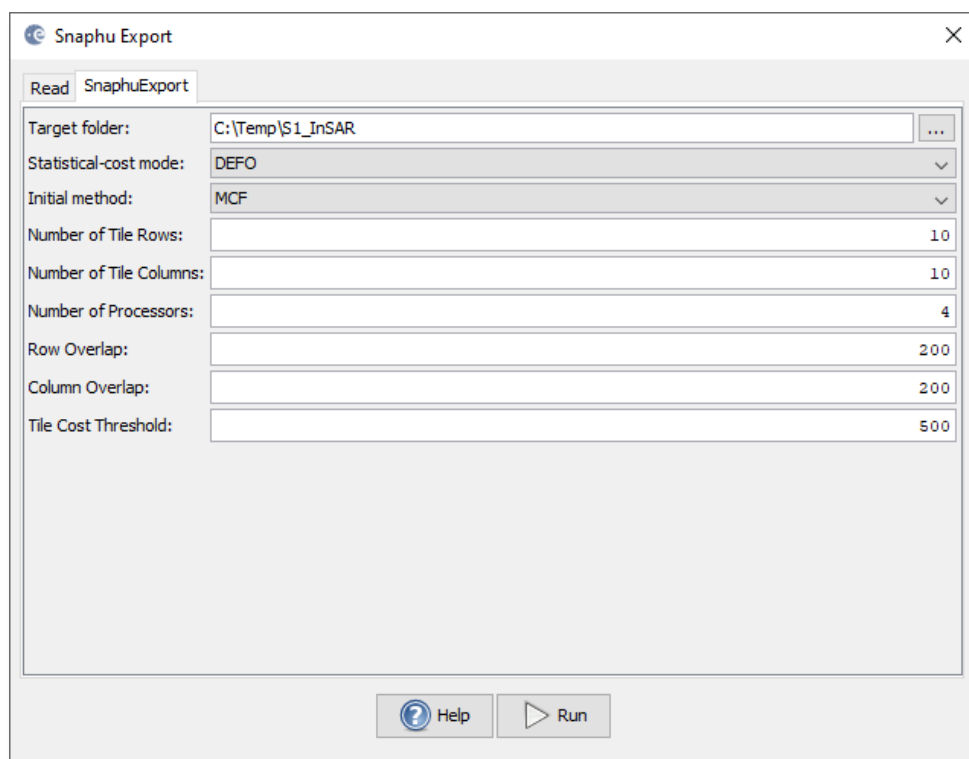 Snaphu Export
Read SnaphuExport
Target folder: C:\Temp\S1_InSAR ...
Statistical-cost mode: DEFO
Initial method: MCF
Number of Tile Rows: 10
Number of Tile Columns: 10
Number of Processors: 4
Row Overlap: 200
Column Overlap: 200
Tile Cost Threshold: 500
Help Run